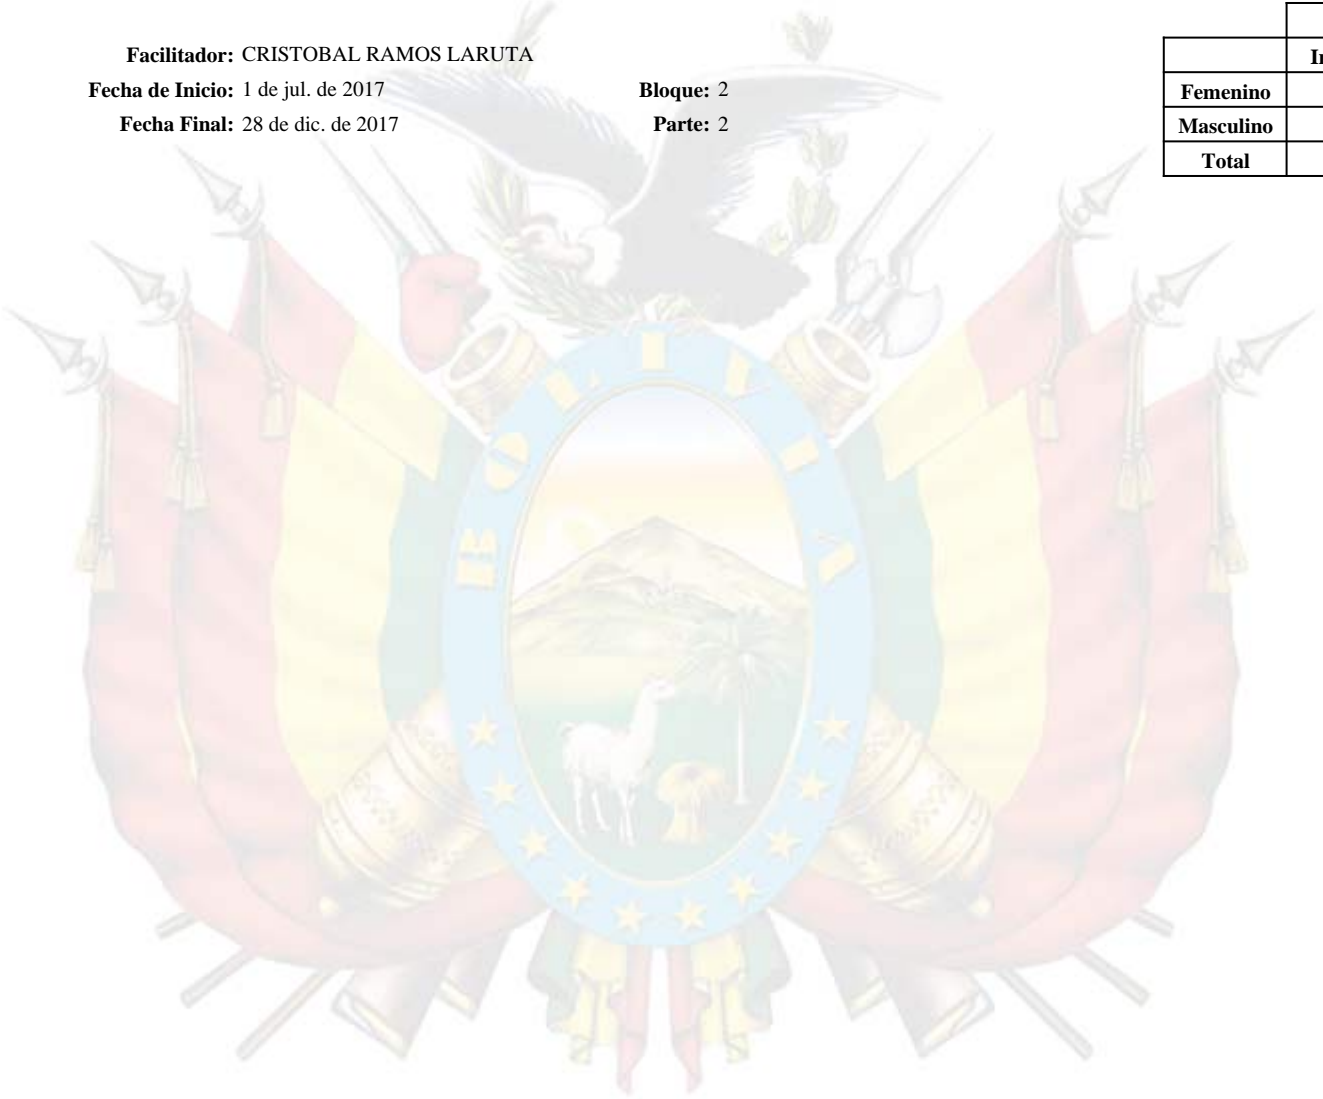 Facilitador: CRISTOBAL RAMOS LARUTA
Fecha de Inicio: 1 de jul. de 2017 Bloque: 2
Fecha Final: 28 de dic. de 2017 Parte: 2
Femenino
Masculino
Total
BOLIVIA